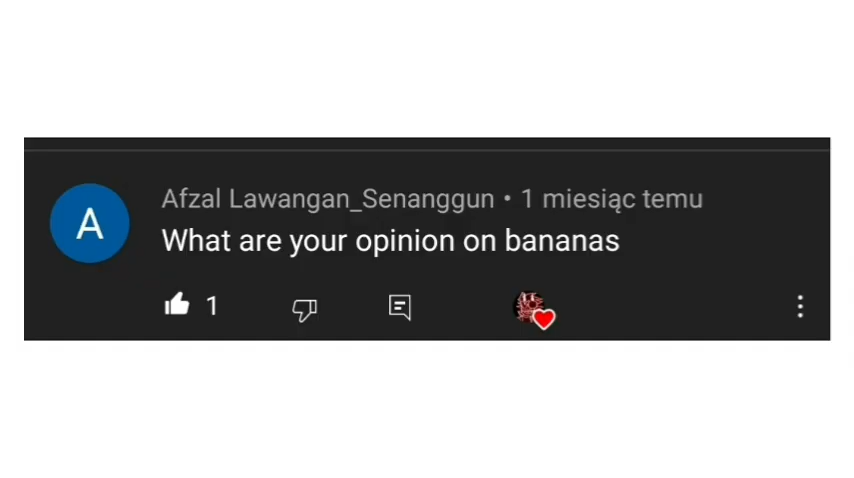 A
Afzal Lawangan_Senanggun • 1 miesiąc temu
What are your opinion on bananas
1